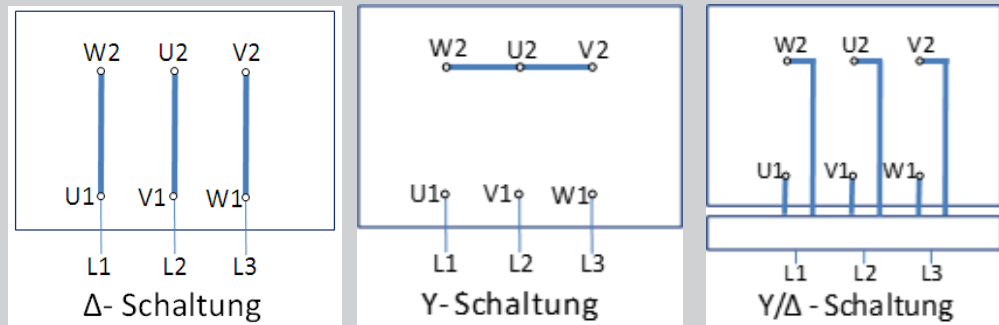 W2 U2 V2
U1 V1 W1
L1 L2 L3
Δ- Schaltung
W2 U2 V2
U1 V1 W1
L1 L2 L3
Y- Schaltung
W2 U2 V2
U1 V1 W1
L1 L2 L3
Y/Δ - Schaltung